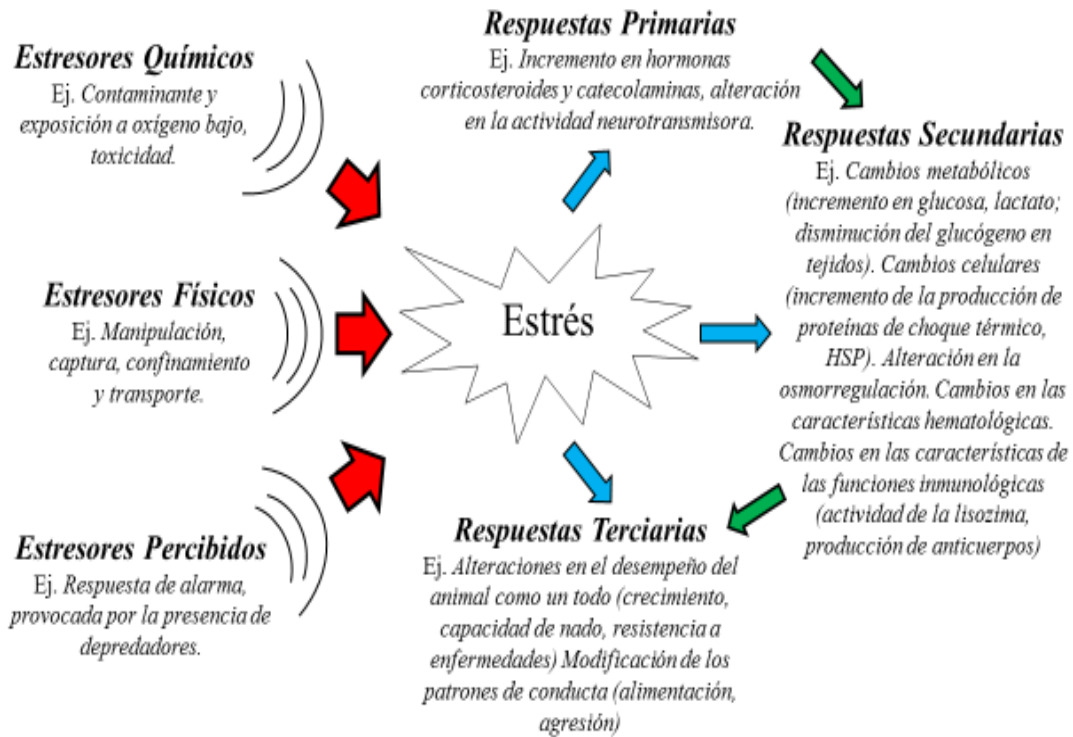 Estresores Químicos
Ej. Contaminante y
exposición a oxígeno bajo,
toxicidad.
Estresores Físicos
Ej. Manipulación,
captura, confinamiento
y transporte.
Estresores Percibidos
Ej. Respuesta de alarma,
provocada por la presencia de
depredadores.
Estrés
Respuestas Primarias
Ej. Incremento en hormonas
corticosteroides y catecolaminas, alteración
en la actividad neurotransmisora.
Respuestas Secundarias
Ej. Cambios metabólicos
(incremento en glucosa, lactato;
disminución del glucógeno en
tejidos). Cambios celulares
(incremento de la producción de
proteínas de choque térmico,
HSP). Alteración en la
osmorregulación. Cambios en las
características hematológicas.
Cambios en las características de
las funciones inmunológicas
(actividad de la lisozima,
producción de anticuerpos)
Respuestas Terciarias
Ej. Alteraciones en el desempeño del
animal como un todo (crecimiento,
capacidad de nado, resistencia a
enfermedades) Modificación de los
patrones de conducta (alimentación,
agresión)